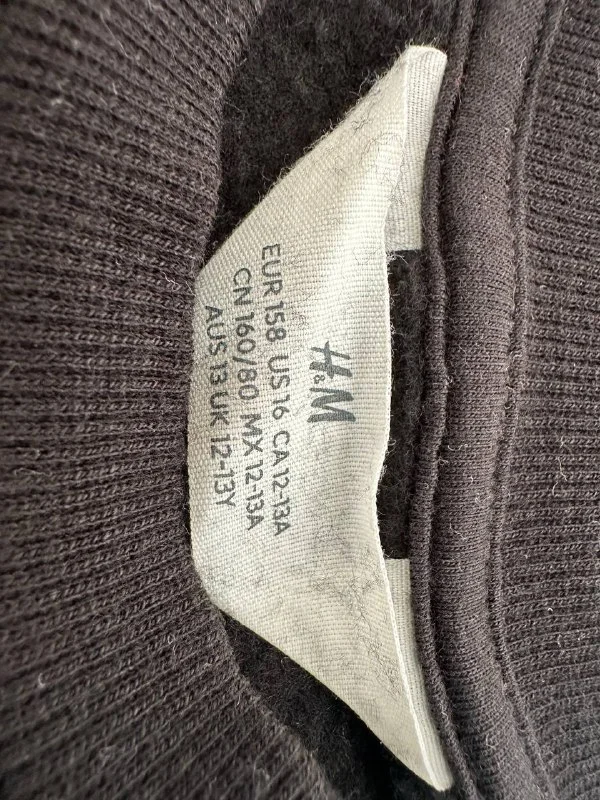 H&M
EUR 158 US 16 CA 12-13A
CN 160/80 MX 12-13A
AUS 13 UK 12-13Y